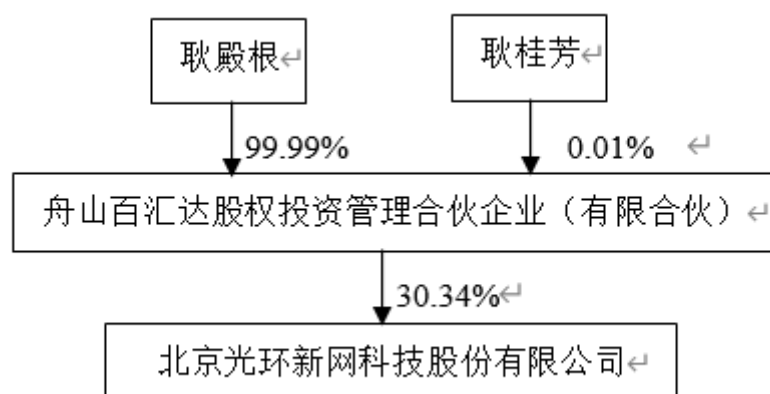 耿殿根↵ 耿桂芳↵
99.99% 0.01% ↵
舟山百汇达股权投资管理合伙企业（有限合伙）↵
30.34%↵
北京光环新网科技股份有限公司↵